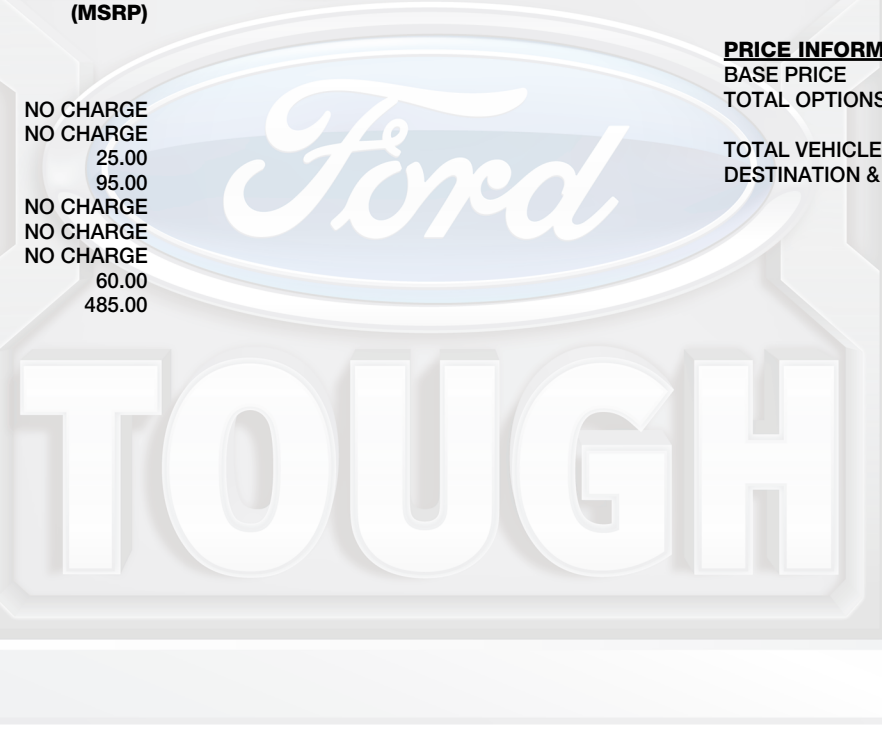 (MSRP)
NO CHARGE
NO CHARGE
25.00
95.00
NO CHARGE
NO CHARGE
NO CHARGE
60.00
485.00
PRICE INFORM
BASE PRICE
TOTAL OPTIONS
TOTAL VEHICLE
DESTINATION &
Ford
TOUGH